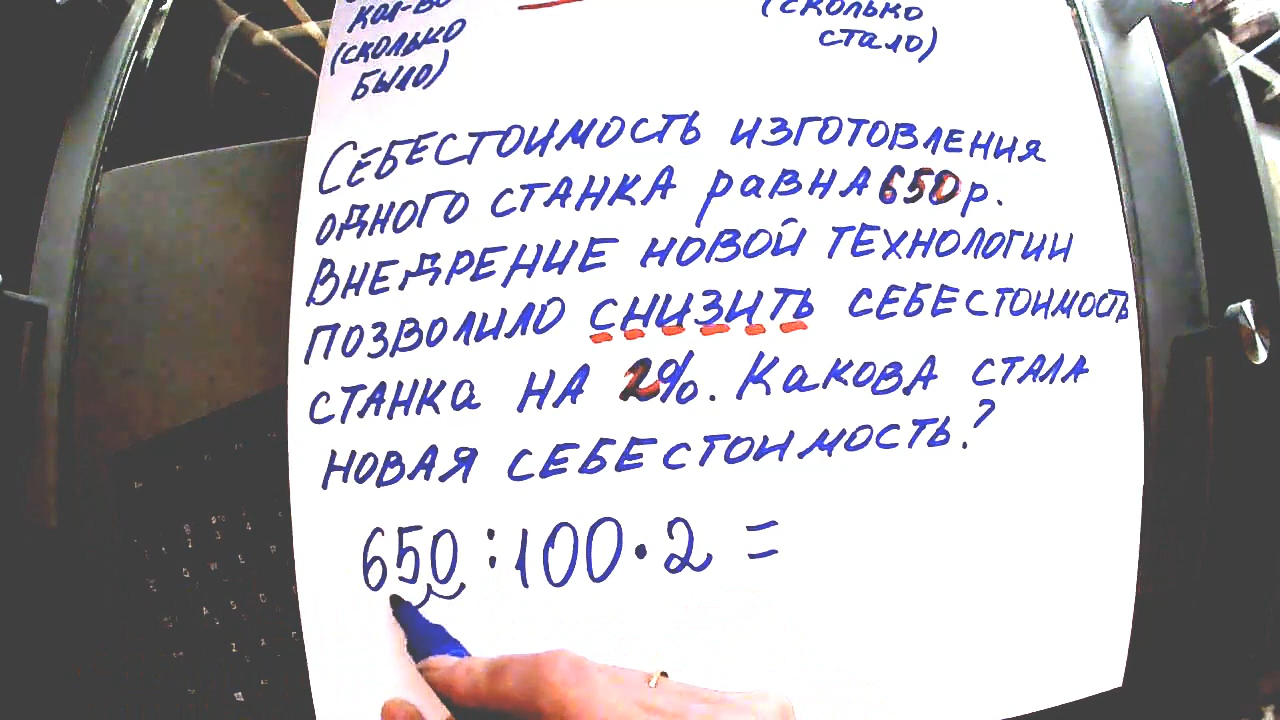 кол-во
(сколько
(сколько
было)
стало)
Себестоимость изготовления
одного станка равна 650 р.
Внедрение новой технологии
позволило снизить себестоимость
станка на 2%. Какова стала
новая себестоимость?
650 : 100 • 2 =